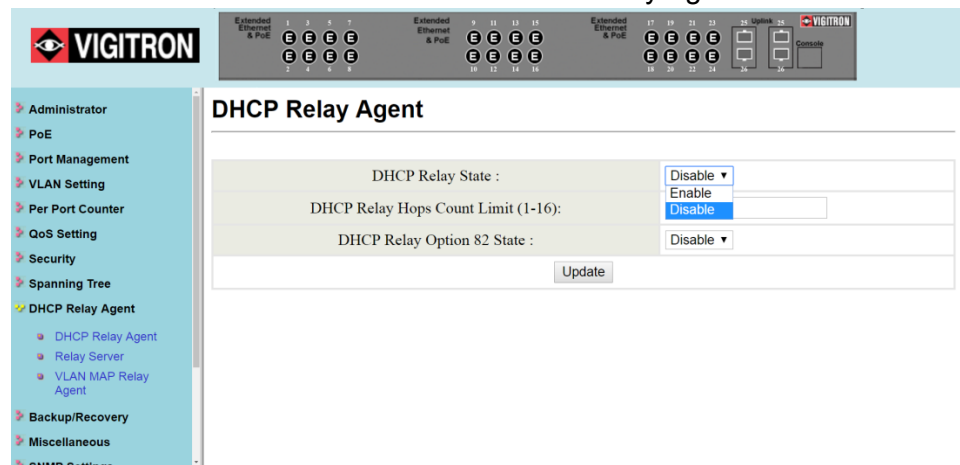 Extended Ethernet & PoE
1 3 5 7
E E E E
E E E E
2 4 6 8
Extended Ethernet & PoE
9 11 13 15
E E E E
E E E E
10 12 14 16
Extended Ethernet & PoE
17 19 21 23
E E E E
E E E E
18 20 22 24
25 Uplink 25
26 26
VIGITRON
Console
VIGITRON
Administrator
PoE
Port Management
VLAN Setting
Per Port Counter
QoS Setting
Security
Spanning Tree
DHCP Relay Agent
DHCP Relay Agent
Relay Server
VLAN MAP Relay
Agent
Backup/Recovery
Miscellaneous
SNMP Settings
DHCP Relay Agent
DHCP Relay State :
Disable
Enable
Disable
DHCP Relay Hops Count Limit (1-16):
DHCP Relay Option 82 State :
Disable
Update